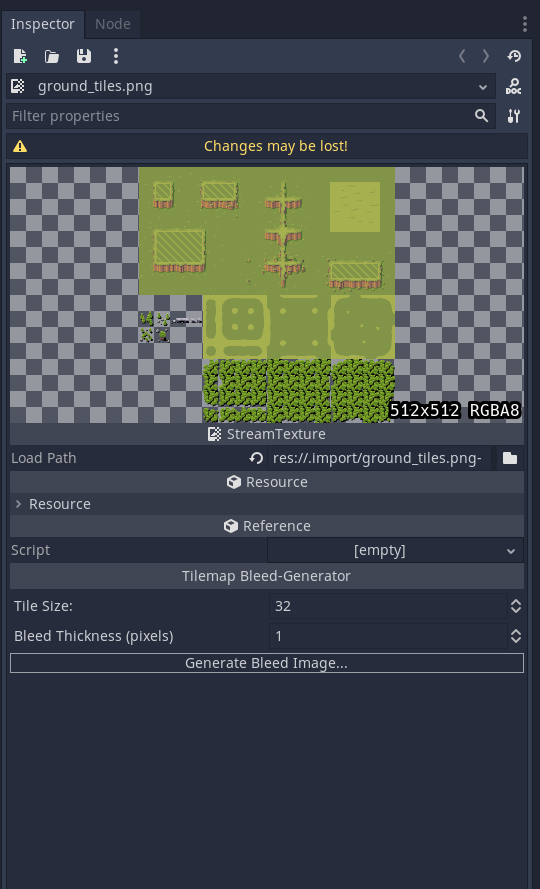 Inspector Node
ground_tiles.png DOC
Filter properties
Changes may be lost!
512x512 RGBA8
StreamTexture
Load Path res://.import/ground_tiles.png-
Resource
Resource
Reference
Script [empty]
Tilemap Bleed-Generator
Tile Size: 32
Bleed Thickness (pixels) 1
Generate Bleed Image...